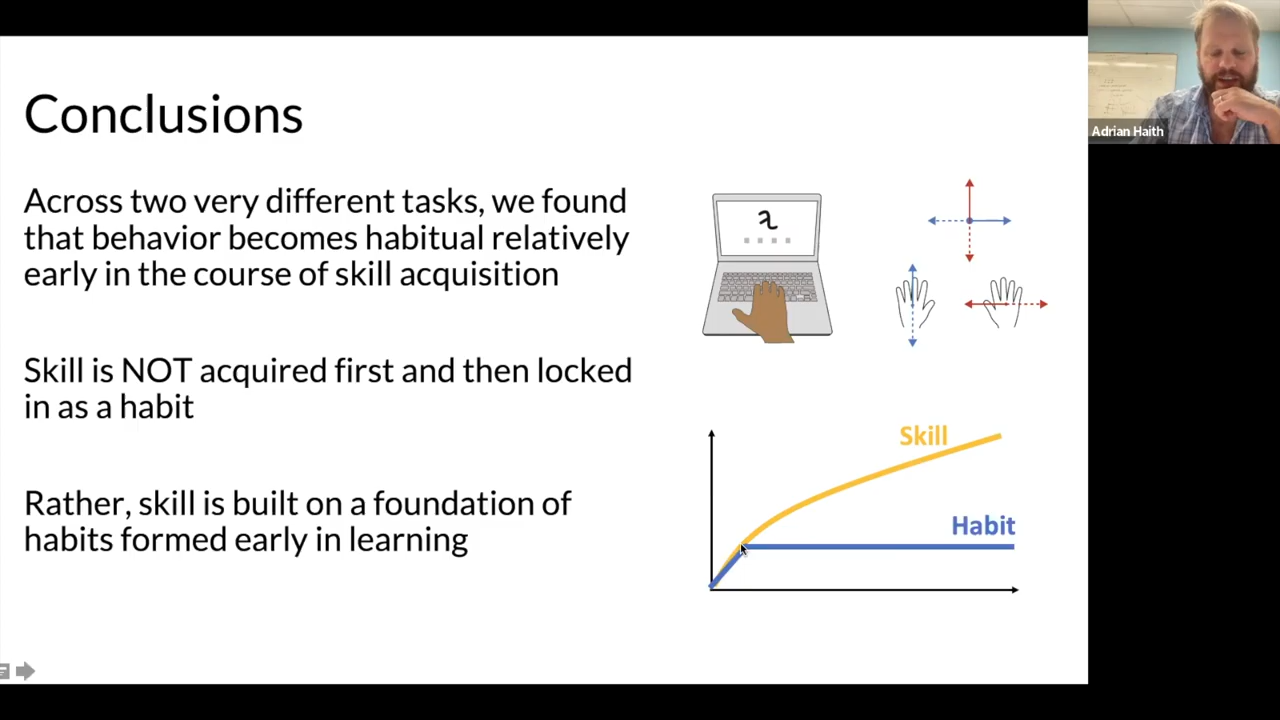 Conclusions
Across two very different tasks, we found
that behavior becomes habitual relatively
early in the course of skill acquisition
Skill is NOT acquired first and then locked
in as a habit
Rather, skill is built on a foundation of
habits formed early in learning
Skill
Habit
Adrian Haith